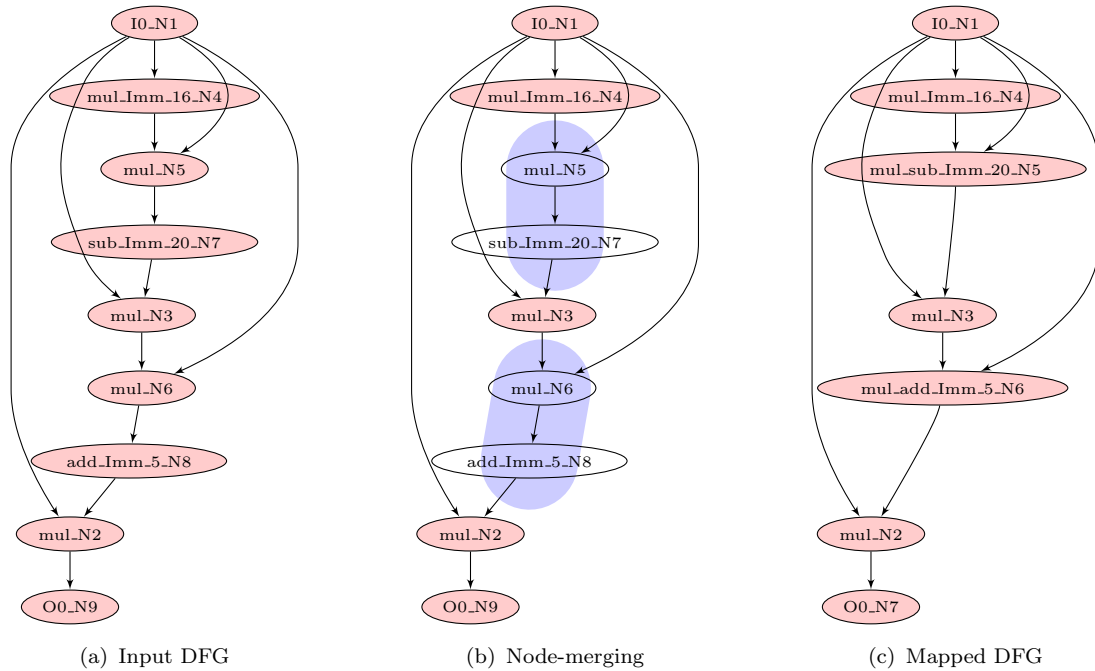 I0_N1
mul_Imm_16_N4
mul_N5
sub_Imm_20_N7
mul_N3
mul_N6
add_Imm_5_N8
mul_N2
O0_N9
(a) Input DFG
I0_N1
mul_Imm_16_N4
mul_N5
sub_Imm_20_N7
mul_N3
mul_N6
add_Imm_5_N8
mul_N2
O0_N9
(b) Node-merging
I0_N1
mul_Imm_16_N4
mul_sub_Imm_20_N5
mul_N3
mul_add_Imm_5_N6
mul_N2
O0_N7
(c) Mapped DFG